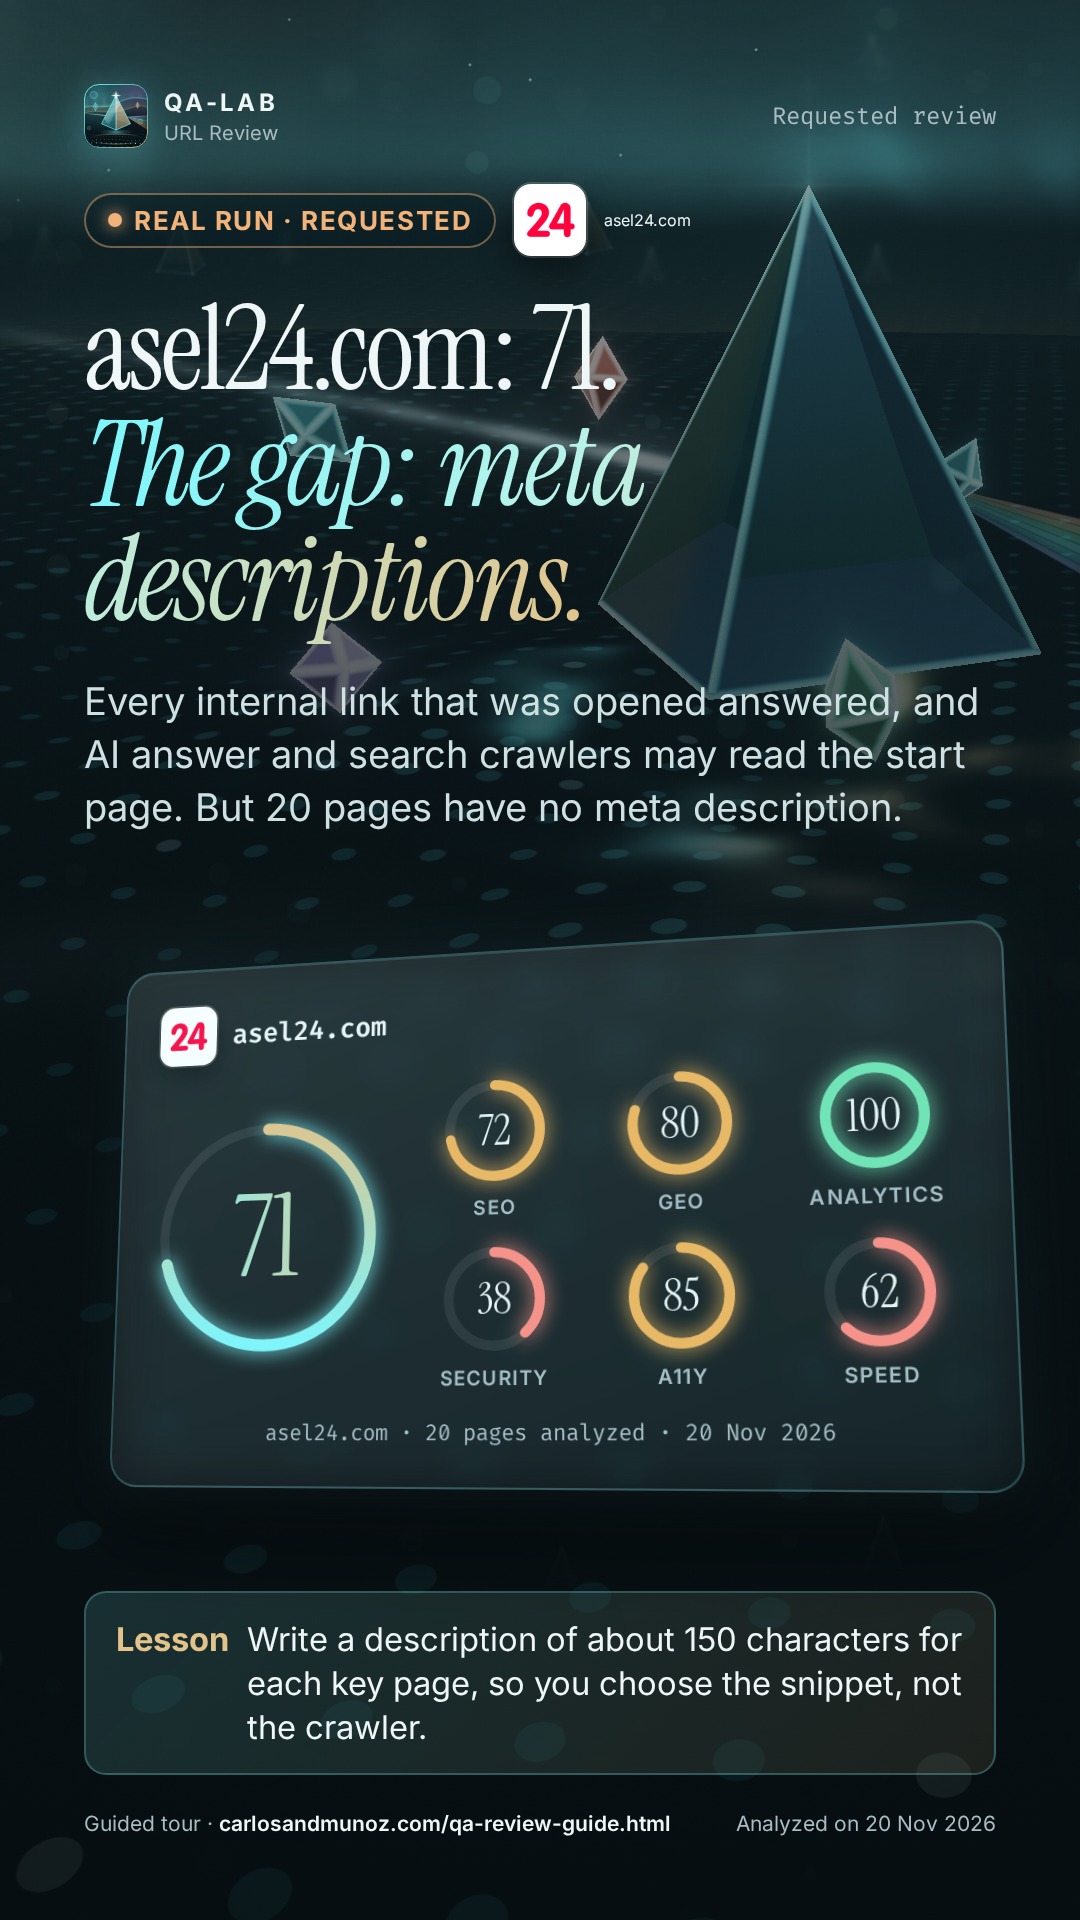 QA-LAB
URL Review
Requested review
REAL RUN · REQUESTED
24
asel24.com
asel24.com: 71.
The gap: meta
descriptions.
Every internal link that was opened answered, and
AI answer and search crawlers may read the start
page. But 20 pages have no meta description.
24
asel24.com
71
72
SEO
80
GEO
100
ANALYTICS
38
SECURITY
85
A11Y
62
SPEED
asel24.com · 20 pages analyzed · 20 Nov 2026
Lesson
Write a description of about 150 characters for
each key page, so you choose the snippet, not
the crawler.
Guided tour · carlosandmunoz.com/qa-review-guide.html
Analyzed on 20 Nov 2026